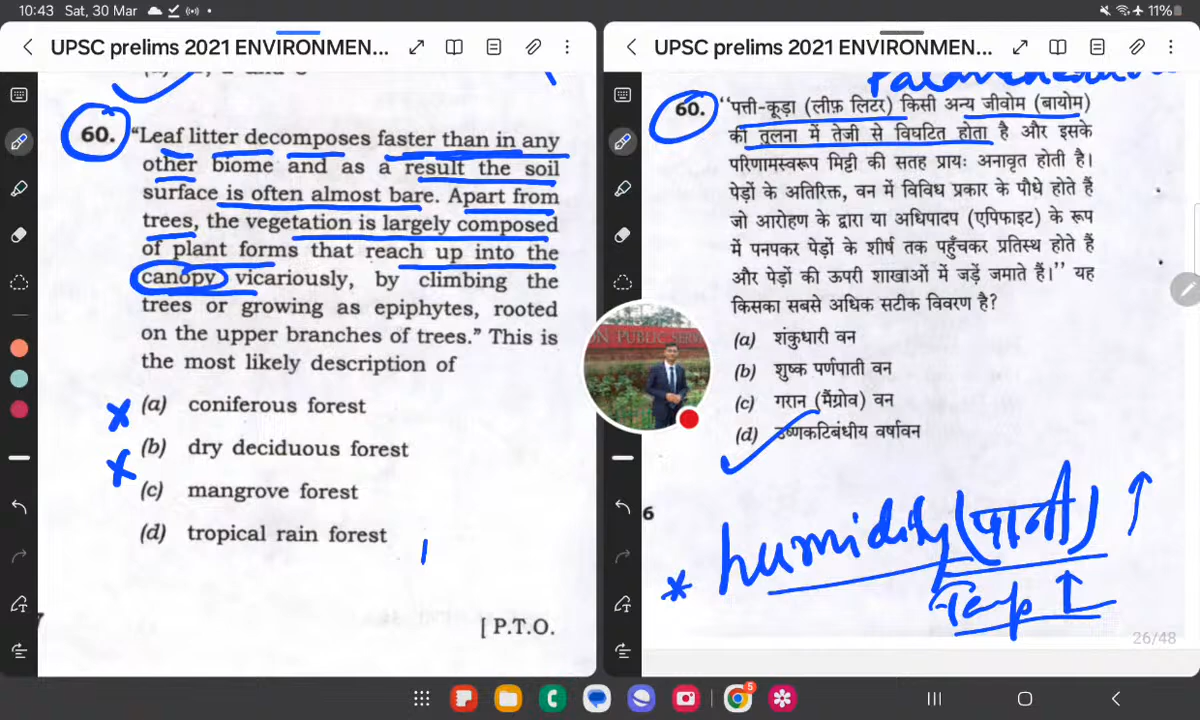 10:43 Sat, 30 Mar
11%
UPSC prelims 2021 ENVIRONMEN...
60. "Leaf litter decomposes faster than in any
other biome and as a result the soil
surface is often almost bare. Apart from
trees, the vegetation is largely composed
of plant forms that reach up into the
canopy vicariously, by climbing the
trees or growing as epiphytes, rooted
on the upper branches of trees." This is
the most likely description of
(a) coniferous forest
(b) dry deciduous forest
(c) mangrove forest
(d) tropical rain forest
[ P.T.O.
UPSC prelims 2021 ENVIRONMEN...
60. "पत्ती-कूड़ा (लीफ़ लिटर) किसी अन्य जीवोम (बायोम)
की तुलना में तेजी से विघटित होता है और इसके
परिणामस्वरूप मिट्टी की सतह प्रायः अनावृत होती है।
पेड़ों के अतिरिक्त, वन में विविध प्रकार के पौधे होते हैं
जो आरोहण के द्वारा या अधिपादप (एपिफाइट) के रूप
में पनपकर पेड़ों के शीर्ष तक पहुँचकर प्रतिस्थ होते हैं
और पेड़ों की ऊपरी शाखाओं में जड़ें जमाते हैं।" यह
किसका सबसे अधिक सटीक विवरण है?
(a) शंकुधारी वन
(b) शुष्क पर्णपाती वन
(c) गरान (मैंग्रोव) वन
(d) उष्णकटिबंधीय वर्षावन
6
* humidity (पानी) ↑
Temp ↑
26/48
ON PUBLIC SERV
5